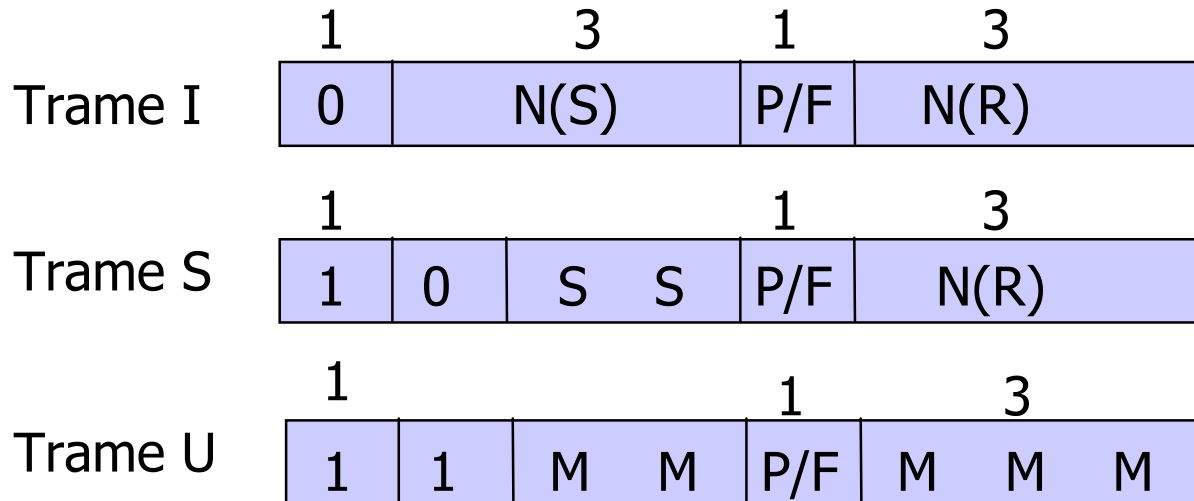 1 3 1 3
Trame I 0 N(S) P/F N(R)
1 1 3
Trame S 1 0 S S P/F N(R)
1 1 3
Trame U 1 1 M M P/F M M M